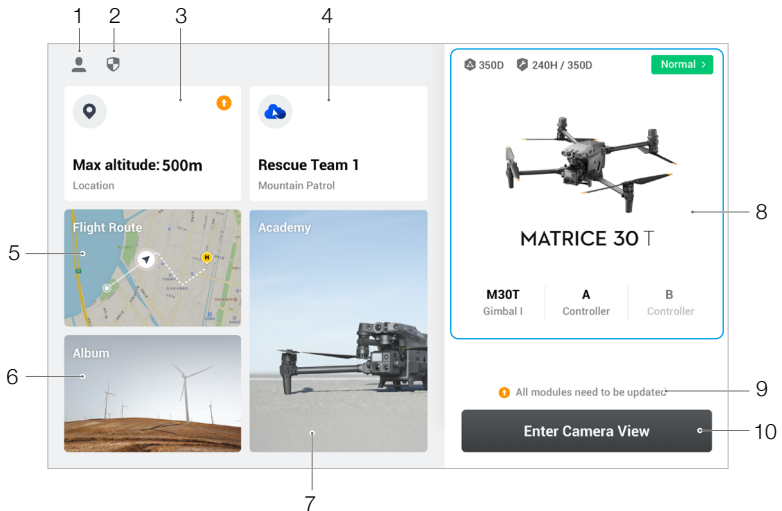 1
2
3
4
350D
240H / 350D
Normal >
Max altitude: 500m
Location
Rescue Team 1
Mountain Patrol
5
Flight Route
H
Academy
8
MATRICE 30 T
M30T
Gimbal I
A
Controller
B
Controller
6
Album
All modules need to be updated
9
Enter Camera View
10
7